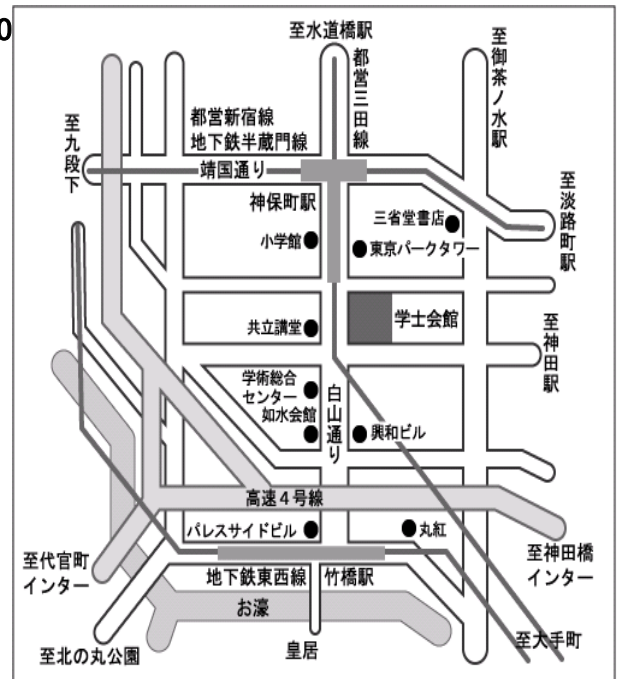 0
至水道橋駅
都営三田線
至御茶ノ水駅
都営新宿線
地下鉄半蔵門線
至九段下
靖国通り
至淡路町駅
神保町駅
三省堂書店
小学館
東京パークタワー
共立講堂
学士会館
至神田駅
学術総合
センター
白山通り
如水会館
興和ビル
高速4号線
パレスサイドビル
丸紅
至代官町
インター
至神田橋
インター
地下鉄東西線
竹橋駅
お濠
至北の丸公園
皇居
至大手町